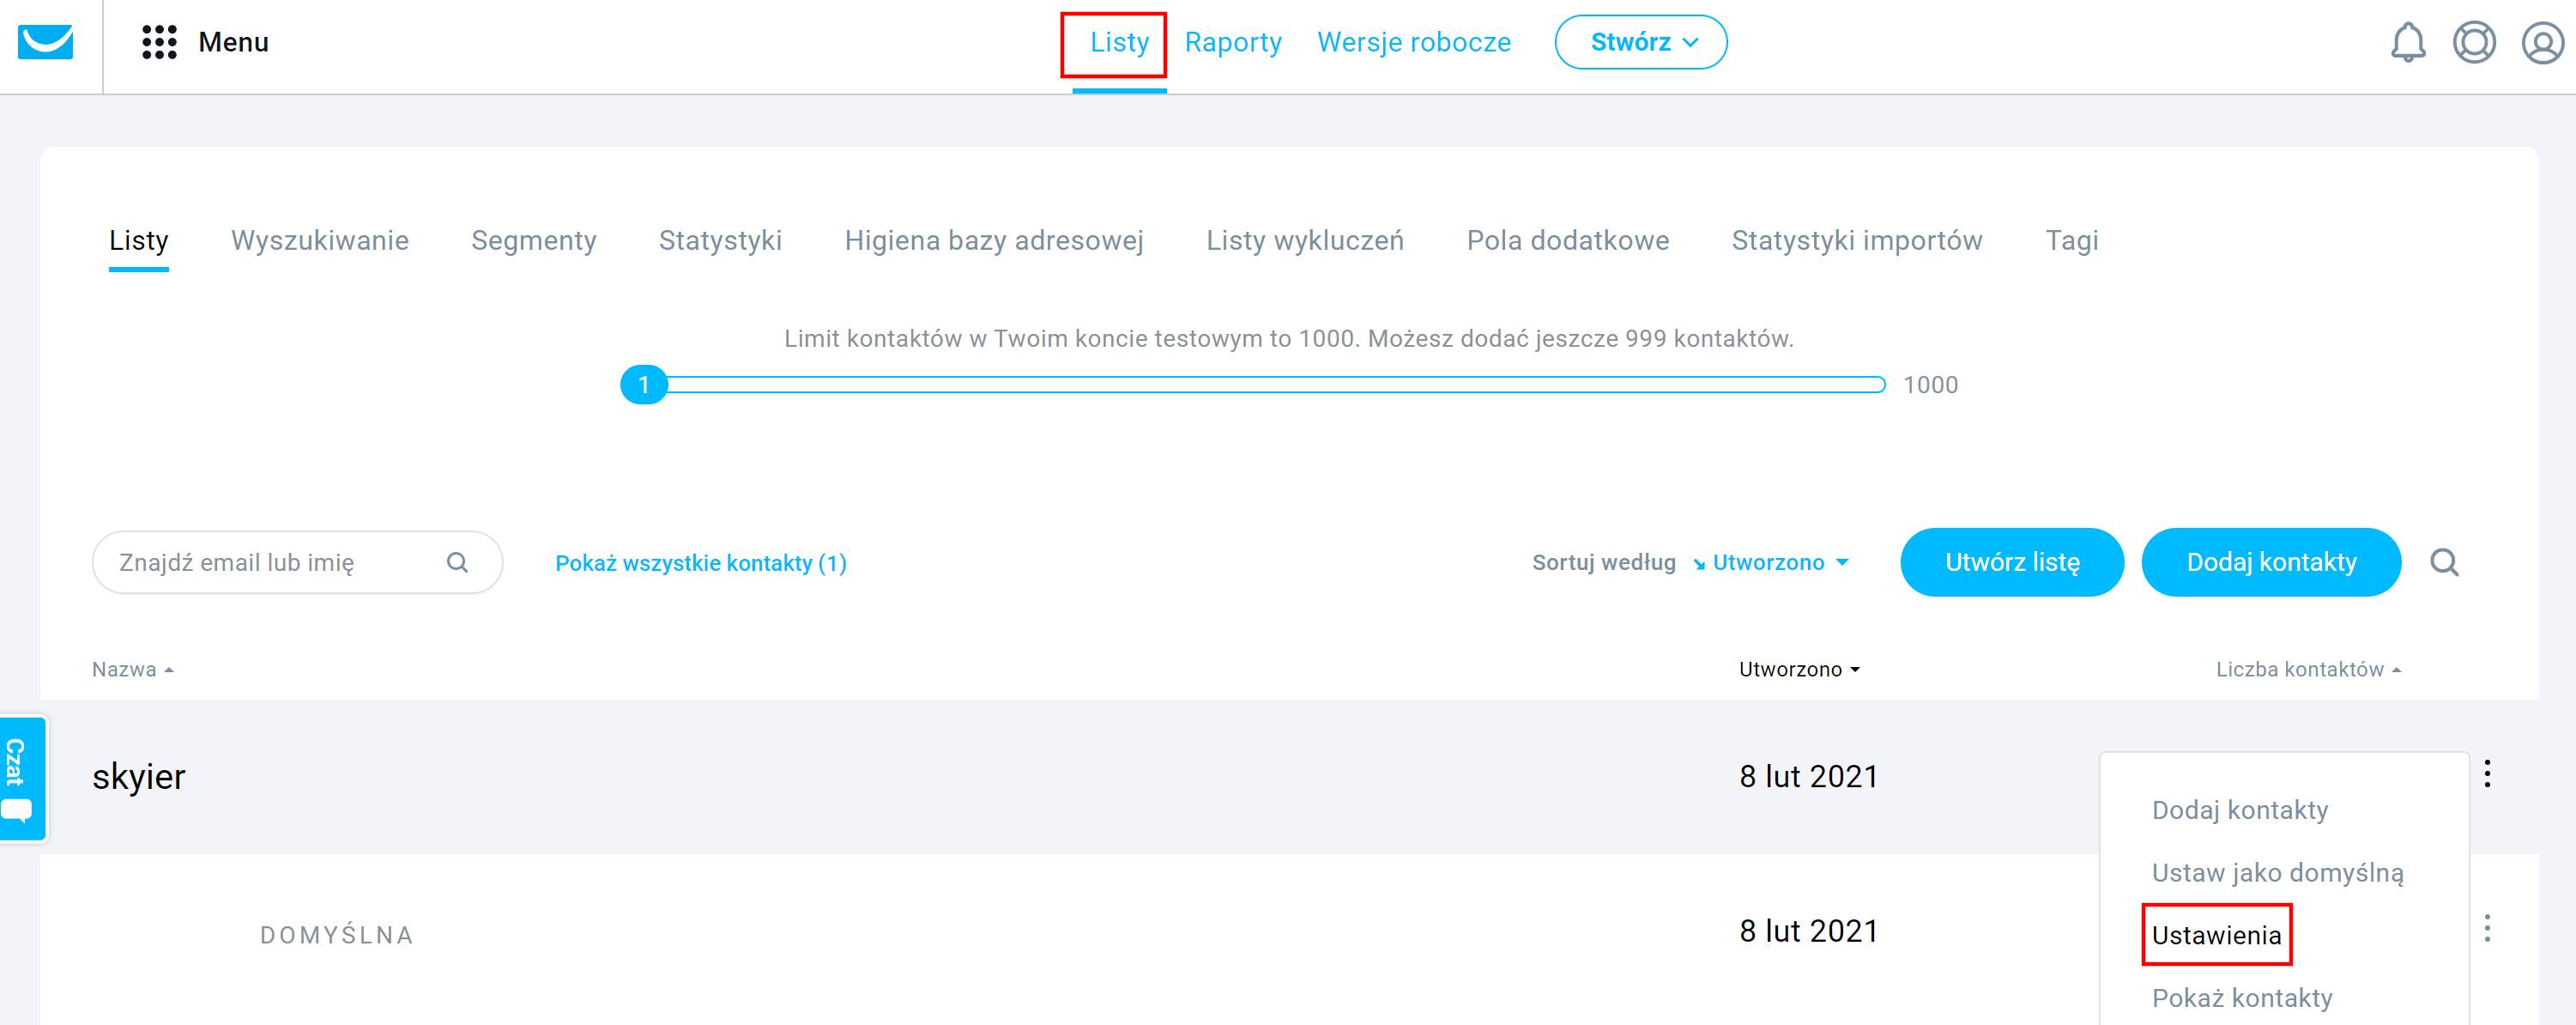 Menu
Listy Raporty Wersje robocze Stwórz
Listy Wyszukiwanie Segmenty Statystyki Higiena bazy adresowej Listy wykluczeń Pola dodatkowe Statystyki importów Tagi
Limit kontaktów w Twoim koncie testowym to 1000. Możesz dodać jeszcze 999 kontaktów.
1 1000
Znajdź email lub imię Pokaż wszystkie kontakty (1) Sortuj według Utworzono Utwórz listę Dodaj kontakty
Nazwa Utworzono Liczba kontaktów
Czat
skyier 8 lut 2021
Dodaj kontakty
Ustaw jako domyślną
DOMYŚLNA 8 lut 2021
Ustawienia
Pokaż kontakty